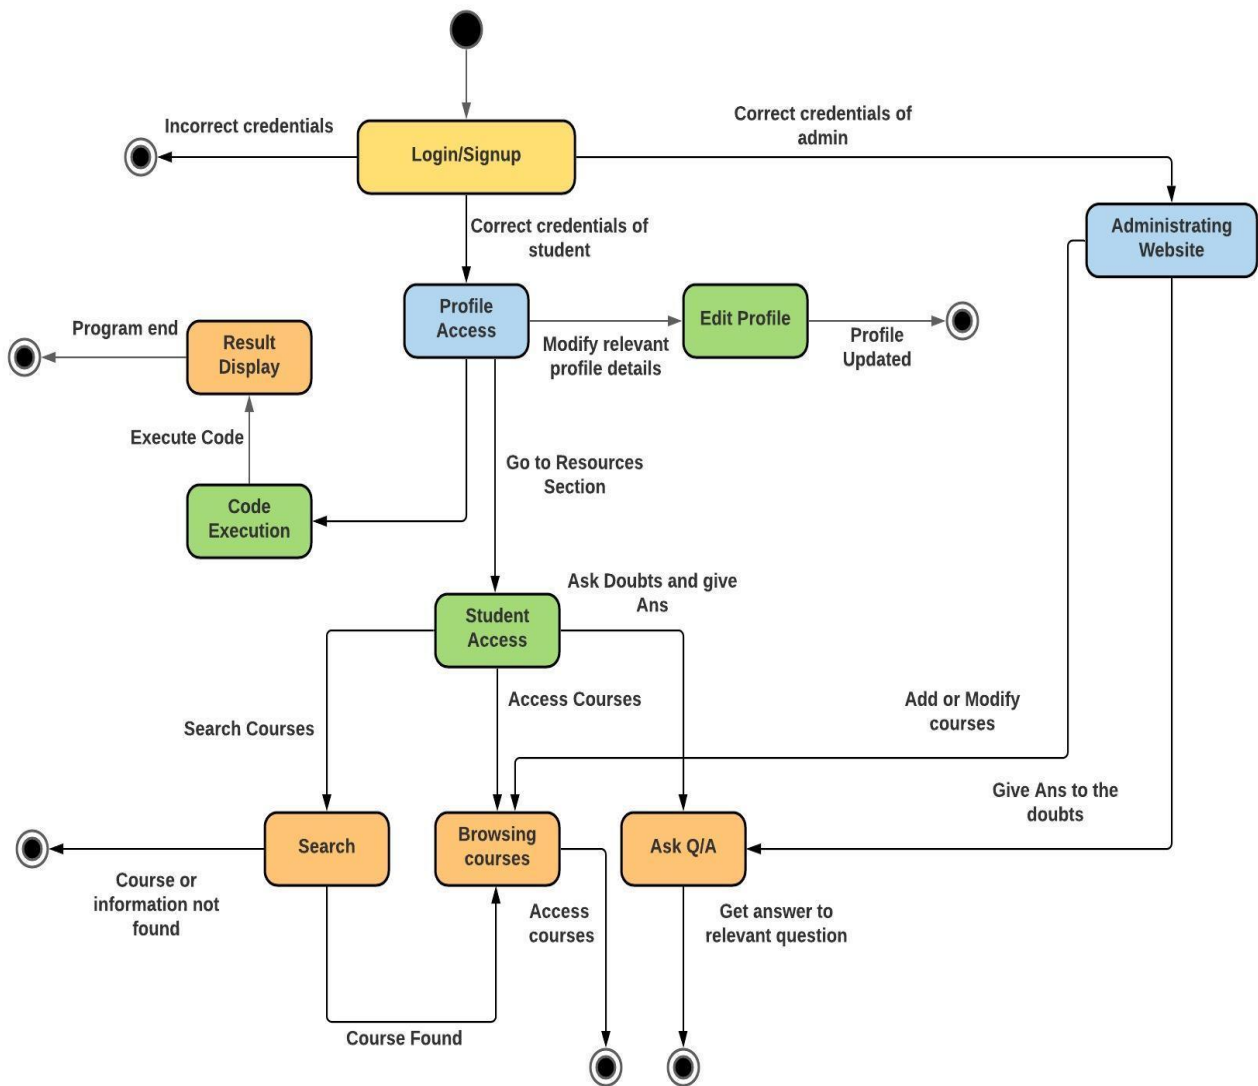 Correct credentials of
admin
Incorrect credentials
Login/Signup
Correct credentials of
student
Administrating
Website
Profile
Access
Edit Profile
Program end
Result
Display
Modify relevant
profile details
Profile
Updated
Execute Code
Go to Resources
Section
Code
Execution
Ask Doubts and give
Ans
Student
Access
Search Courses
Access Courses
Add or Modify
courses
Give Ans to the
doubts
Search
Browsing
courses
Ask Q/A
Course or
information not
found
Access
courses
Get answer to
relevant question
Course Found